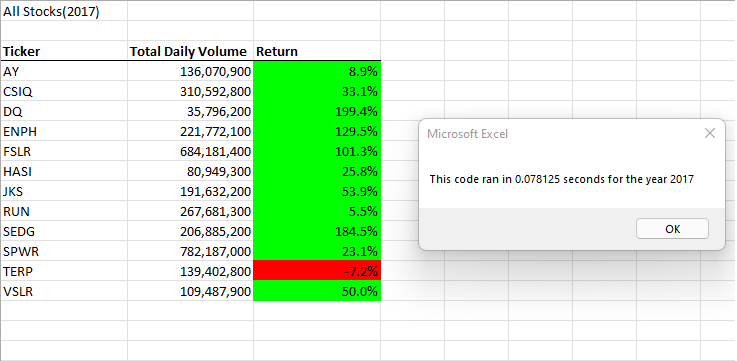 All Stocks(2017)
Ticker Total Daily Volume Return
AY 136,070,900 8.9%
CSIQ 310,592,800 33.1%
DQ 35,796,200 199.4%
ENPH 221,772,100 129.5%
FSLR 684,181,400 101.3%
HASI 80,949,300 25.8%
JKS 191,632,200 53.9%
RUN 267,681,300 5.5%
SEDG 206,885,200 184.5%
SPWR 782,187,000 23.1%
TERP 139,402,800 -7.2%
VSLR 109,487,900 50.0%
Microsoft Excel
This code ran in 0.078125 seconds for the year 2017
OK